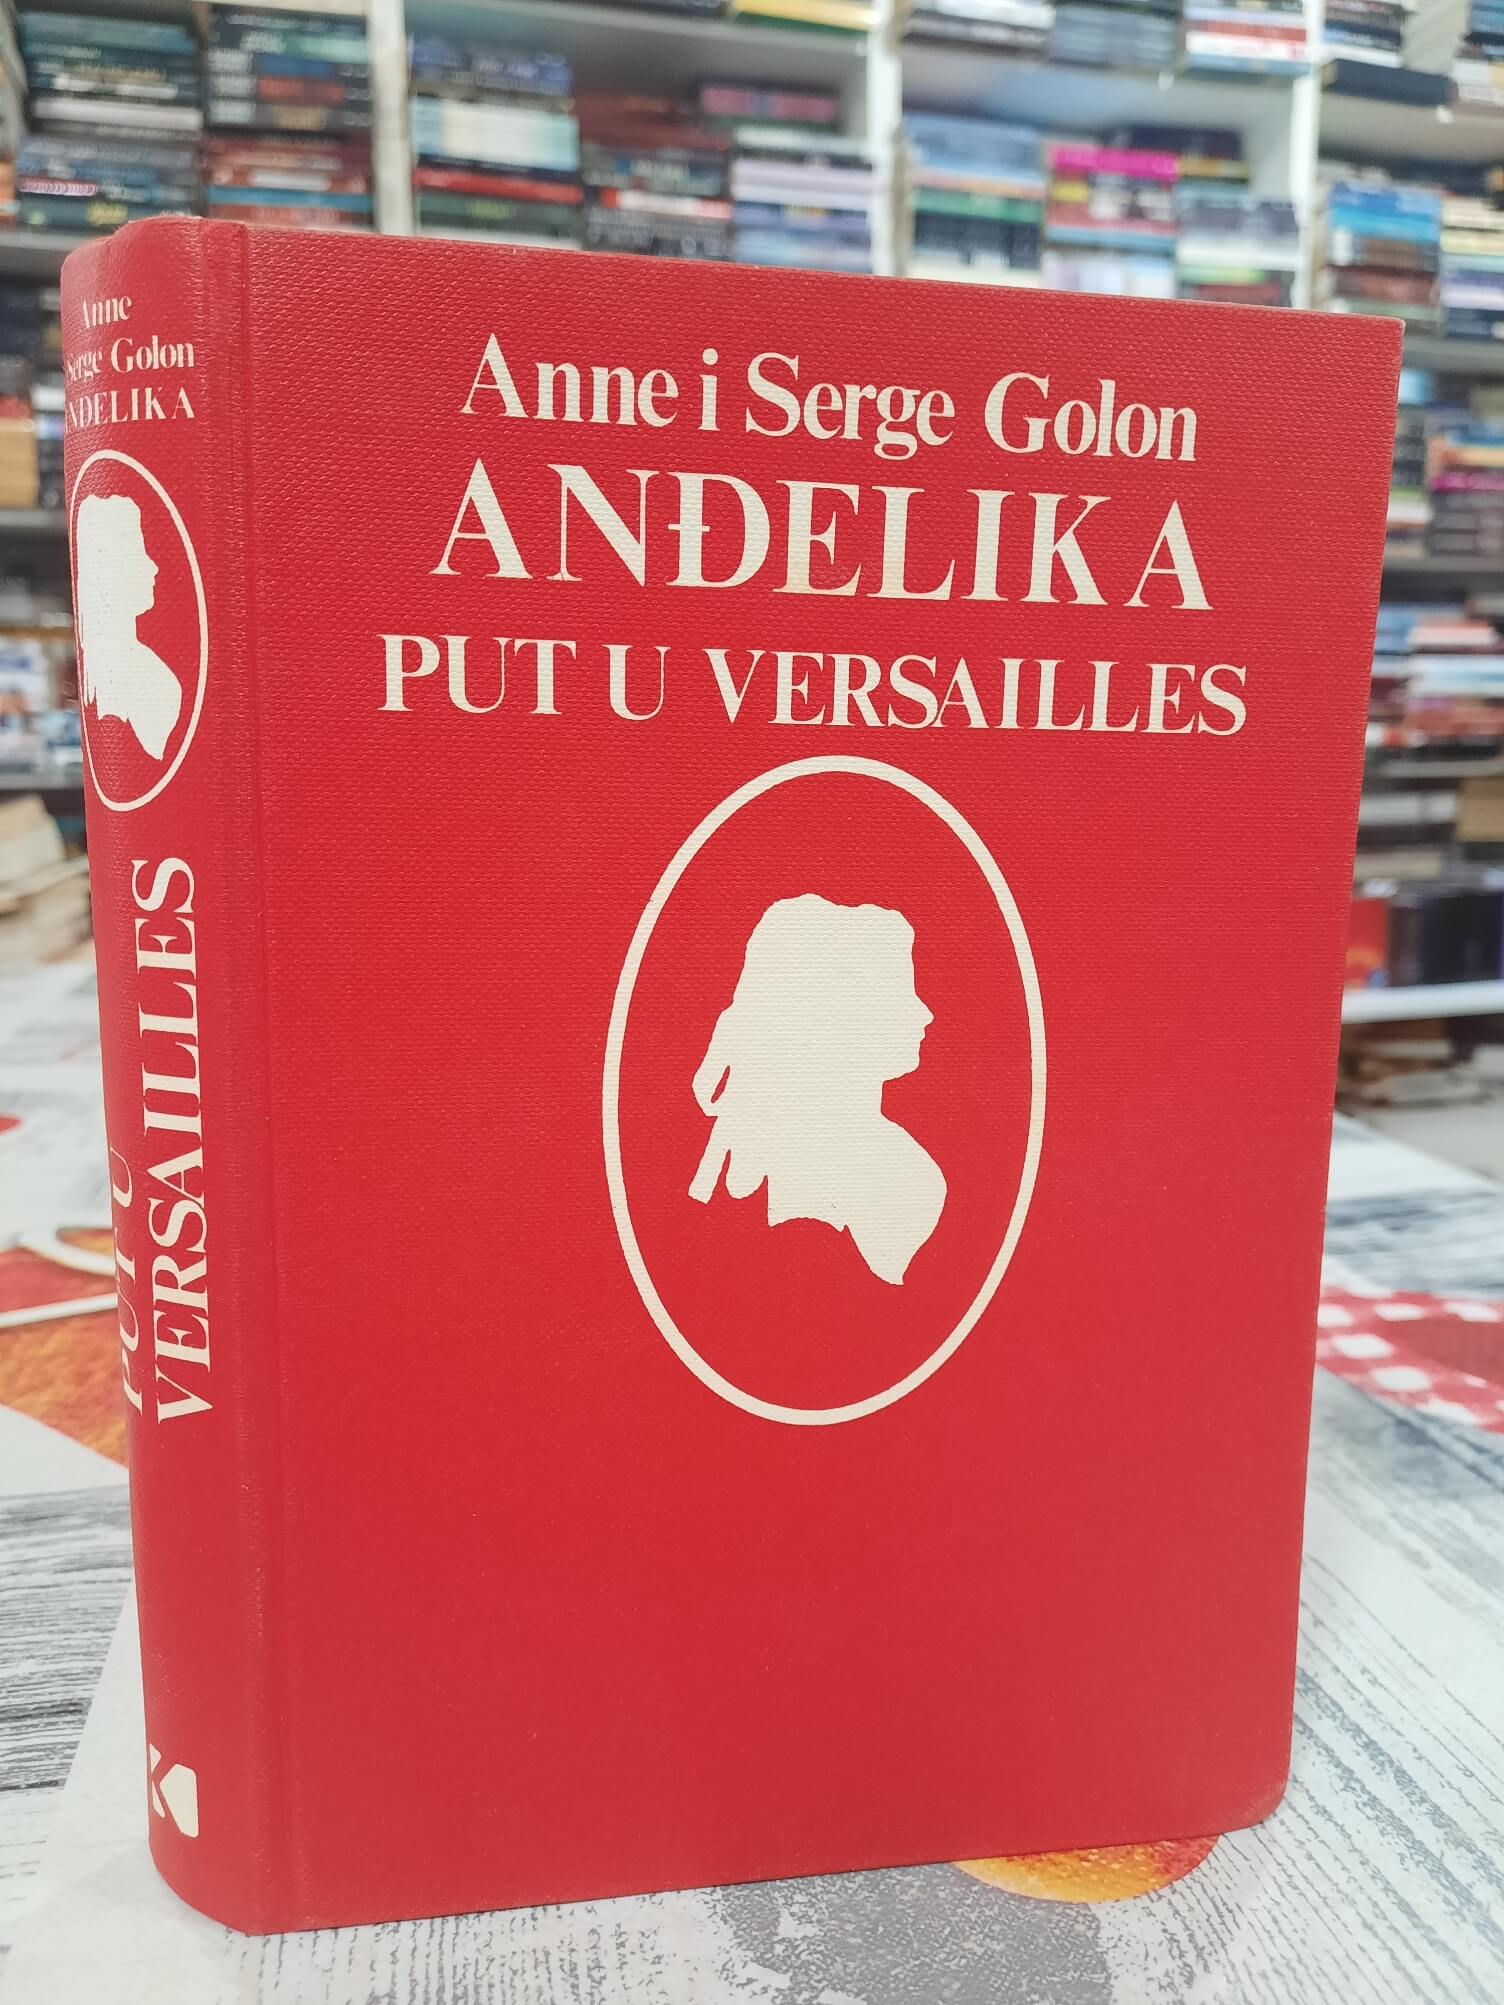 Anne
Serge Golon
ANĐELIKA
PUT U
VERSAILLES
Anne i Serge Golon
ANĐELIKA
PUT U VERSAILLES